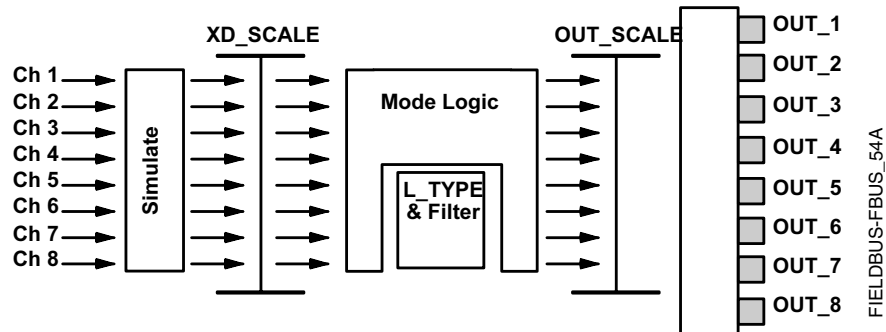 XD_SCALE
OUT_SCALE
Ch 1
Ch 2
Ch 3
Ch 4
Ch 5
Ch 6
Ch 7
Ch 8
Simulate
Mode Logic
L_TYPE
& Filter
OUT_1
OUT_2
OUT_3
OUT_4
OUT_5
OUT_6
OUT_7
OUT_8
FIELDBUS-FBUS_54A